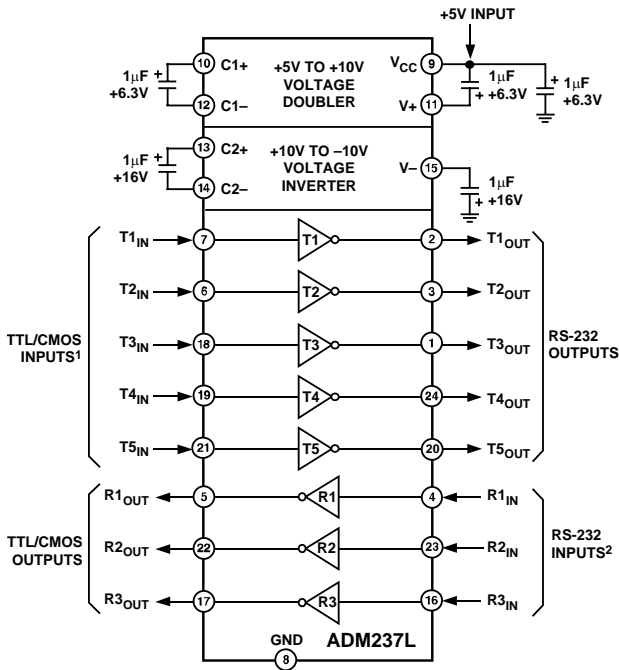 +5V INPUT
1μF
+6.3V
+
10
C1+
12
C1–
+5V TO +10V
VOLTAGE
DOUBLER
VCC
9
V+
11
1μF
+ +6.3V
+
1μF
+6.3V
1μF
+16V
+
13
C2+
14
C2–
+10V TO –10V
VOLTAGE
INVERTER
V–
15
1μF
+ +16V
TTL/CMOS
INPUTS1
T1IN
7
T1
2
T1OUT
T2IN
6
T2
3
T2OUT
T3IN
18
T3
1
T3OUT
T4IN
19
T4
24
T4OUT
T5IN
21
T5
20
T5OUT
RS-232
OUTPUTS
TTL/CMOS
OUTPUTS
R1OUT
5
R1
4
R1IN
R2OUT
22
R2
23
R2IN
R3OUT
17
R3
16
R3IN
RS-232
INPUTS2
GND
8
ADM237L